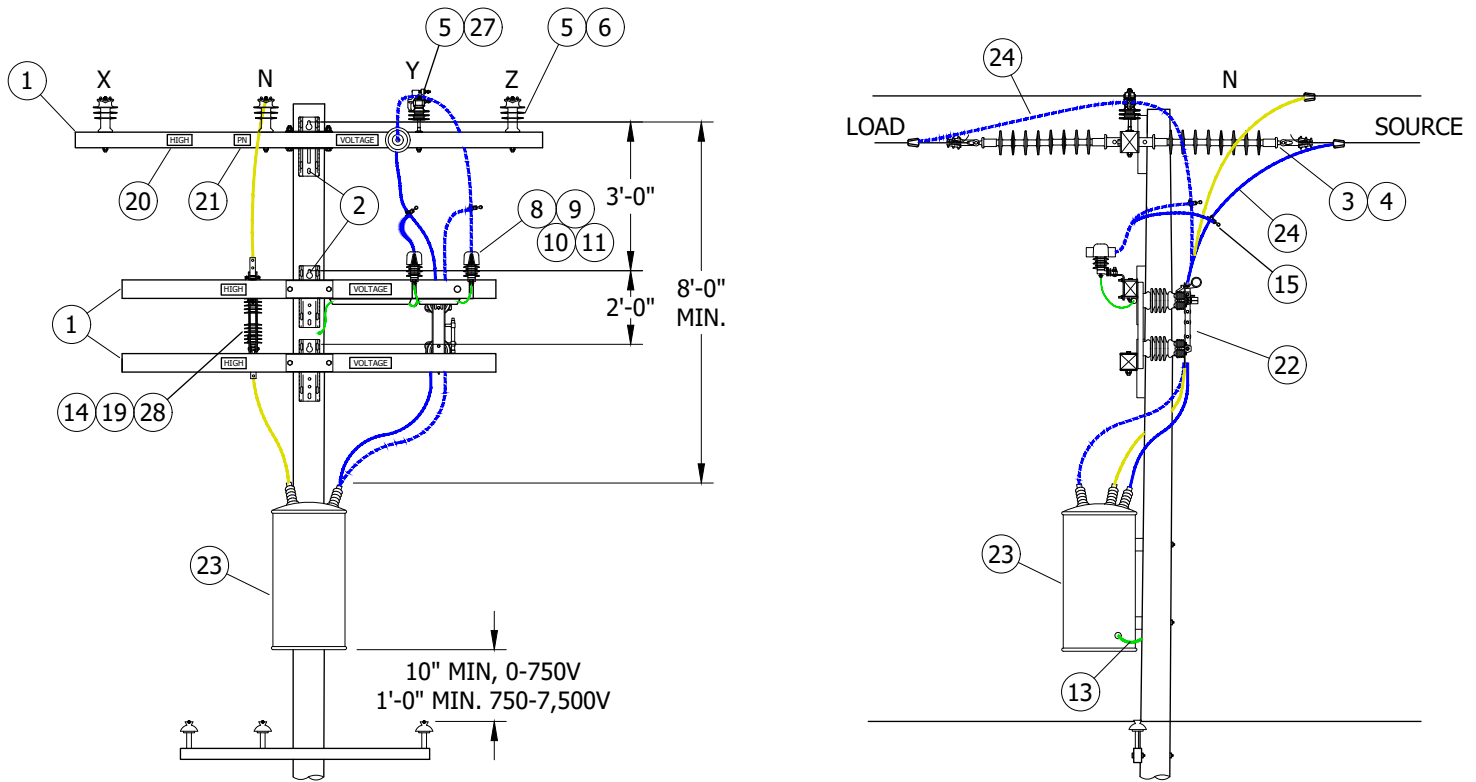 5 27
5 6
X N Y Z
1
HIGH PN VOLTAGE
20 21 2
3'-0"
8 9
10 11
HIGH VOLTAGE
8'-0"
MIN.
2'-0"
1
HIGH VOLTAGE
14 19 28
23
10" MIN, 0-750V
1'-0" MIN. 750-7,500V
24
N
LOAD SOURCE
3 4
24
15
22
23
13